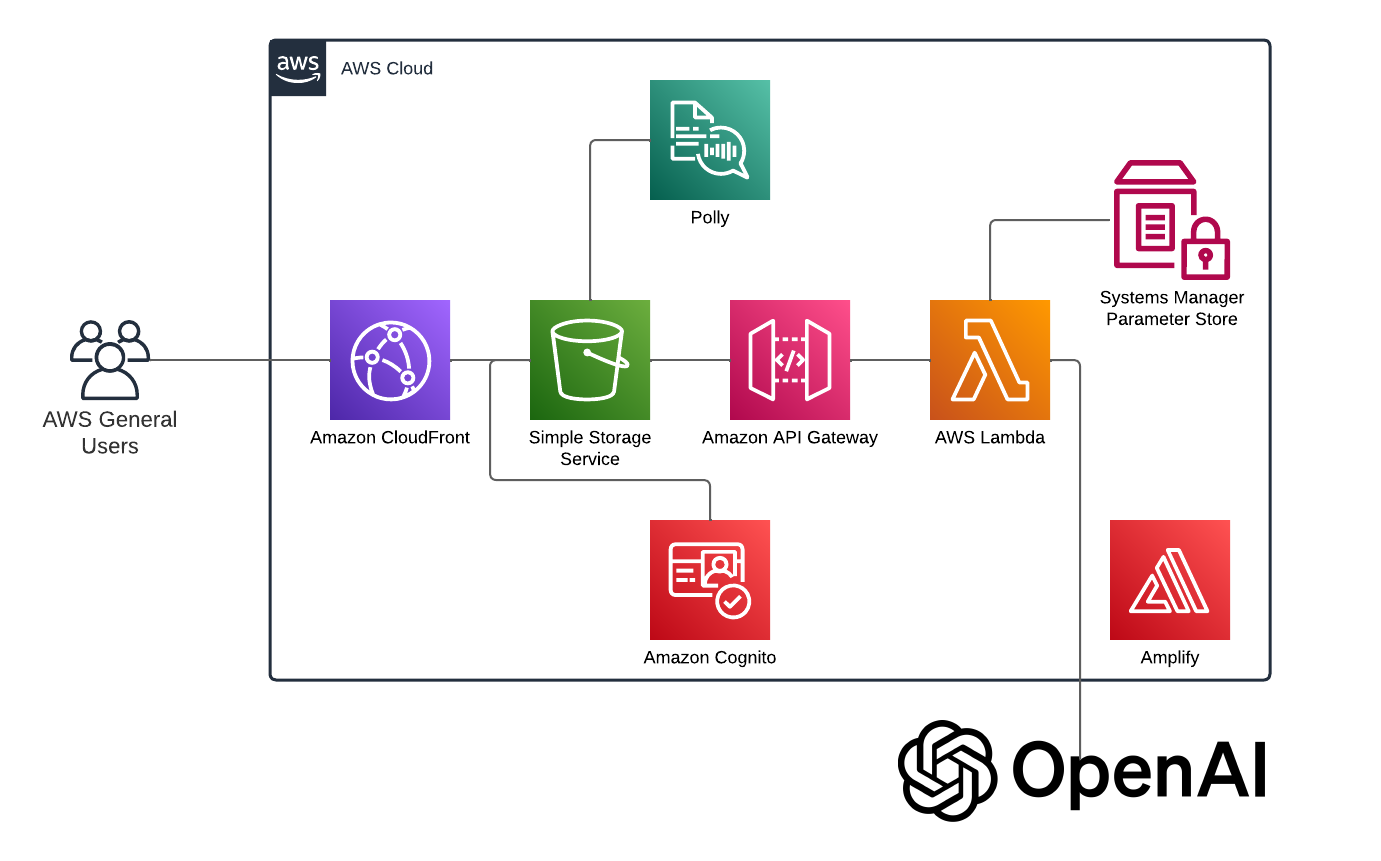 aws
AWS Cloud
Polly
Systems Manager
Parameter Store
AWS General
Users
Amazon CloudFront
Simple Storage
Service
Amazon API Gateway
</>
AWS Lambda
Amazon Cognito
Amplify
OpenAI